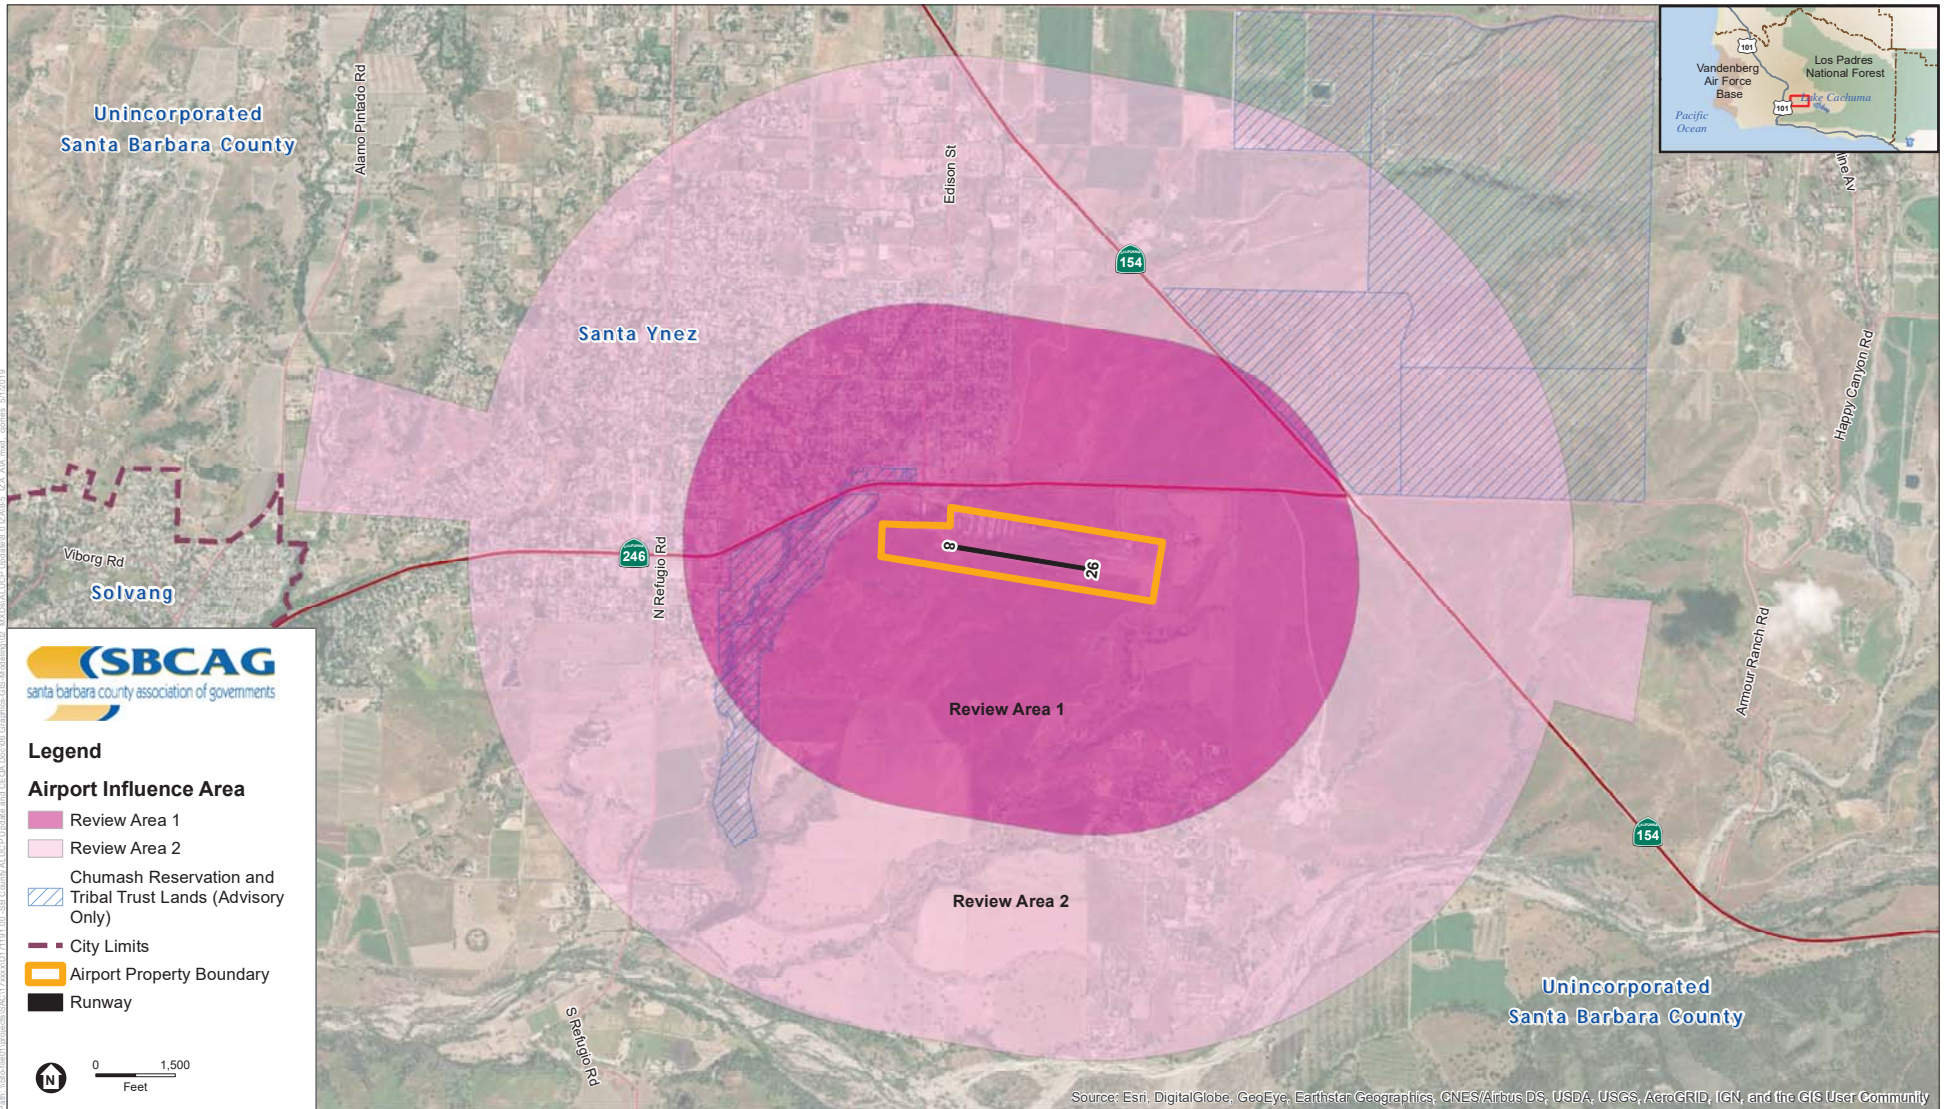 Unincorporated
Santa Barbara County
Alamo Pintado Rd
Edison St
154
Santa Ynez
Vandenberg
Air Force
Base
Los Padres
National Forest
101
101
Lake Cachuma
Pacific
Ocean
Happy Canyon Rd
Viborg Rd
Solvang
246
N Refugio Rd
8
26
Armour Ranch Rd
Review Area 1
154
Review Area 2
Unincorporated
Santa Barbara County
S Refugio Rd
SBCAG
santa barbara county association of governments
Legend
Airport Influence Area
Review Area 1
Review Area 2
Chumash Reservation and
Tribal Trust Lands (Advisory
Only)
City Limits
Airport Property Boundary
Runway
N
0 1,500
Feet
Source: Esri, DigitalGlobe, GeoEye, Earthstar Geographics, CNES/Airbus DS, USDA, USGS, AeroGRID, IGN, and the GIS User Community